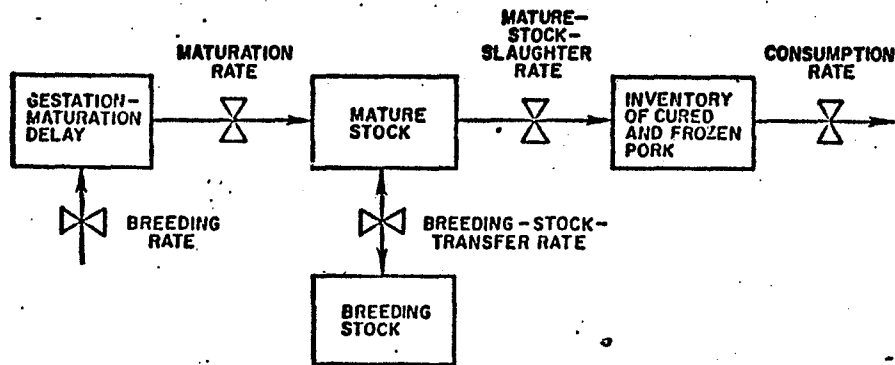 MATURATION
RATE
MATURE-
STOCK-
SLAUGHTER
RATE
CONSUMPTION
RATE
GESTATION-
MATURATION
DELAY
MATURE
STOCK
INVENTORY
OF CURED
AND FROZEN
PORK
BREEDING
RATE
BREEDING-STOCK-
TRANSFER RATE
BREEDING
STOCK